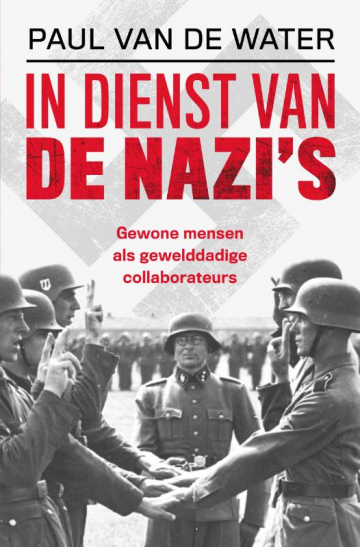 PAUL VAN DE WATER
IN DIENST VAN
DE NAZI'S
Gewone mensen
als gewelddadige
collaborateurs